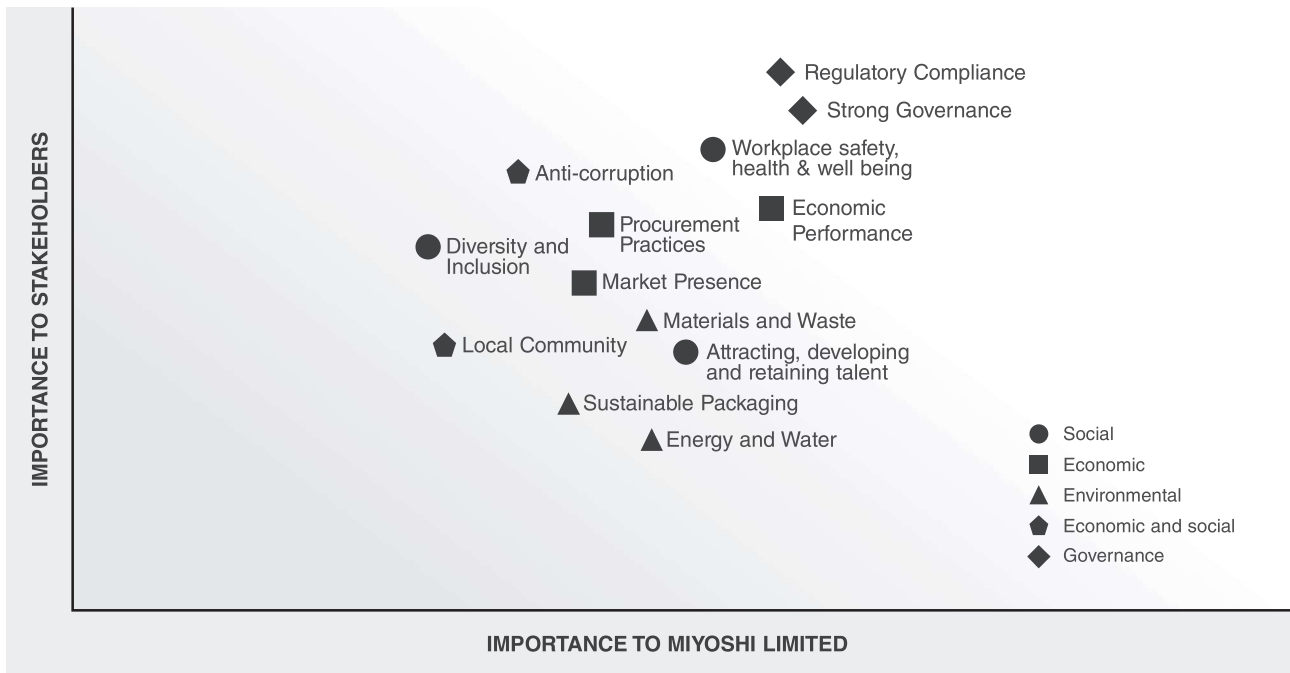 IMPORTANCE TO STAKEHOLDERS
Regulatory Compliance
Strong Governance
Workplace safety,
health & well being
Anti-corruption
Economic
Performance
Procurement
Practices
Diversity and
Inclusion
Market Presence
Materials and Waste
Local Community
Attracting, developing
and retaining talent
Sustainable Packaging
Energy and Water
Social
Economic
Environmental
Economic and social
Governance
IMPORTANCE TO MIYOSHI LIMITED